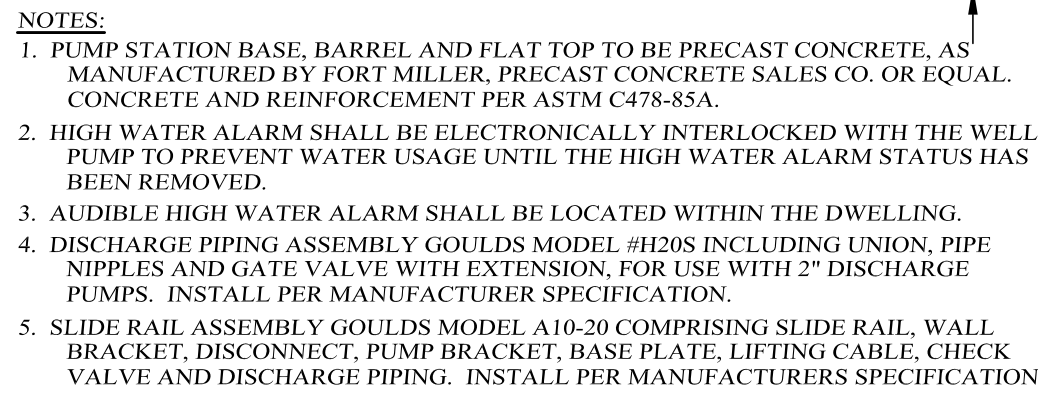 NOTES:
1. PUMP STATION BASE, BARREL AND FLAT TOP TO BE PRECAST CONCRETE, AS
MANUFACTURED BY FORT MILLER, PRECAST CONCRETE SALES CO. OR EQUAL.
CONCRETE AND REINFORCEMENT PER ASTM C478-85A.
2. HIGH WATER ALARM SHALL BE ELECTRONICALLY INTERLOCKED WITH THE WELL
PUMP TO PREVENT WATER USAGE UNTIL THE HIGH WATER ALARM STATUS HAS
BEEN REMOVED.
3. AUDIBLE HIGH WATER ALARM SHALL BE LOCATED WITHIN THE DWELLING.
4. DISCHARGE PIPING ASSEMBLY GOULDS MODEL #H20S INCLUDING UNION, PIPE
NIPPLES AND GATE VALVE WITH EXTENSION, FOR USE WITH 2" DISCHARGE
PUMPS. INSTALL PER MANUFACTURER SPECIFICATION.
5. SLIDE RAIL ASSEMBLY GOULDS MODEL A10-20 COMPRISING SLIDE RAIL, WALL
BRACKET, DISCONNECT, PUMP BRACKET, BASE PLATE, LIFTING CABLE, CHECK
VALVE AND DISCHARGE PIPING. INSTALL PER MANUFACTURERS SPECIFICATION